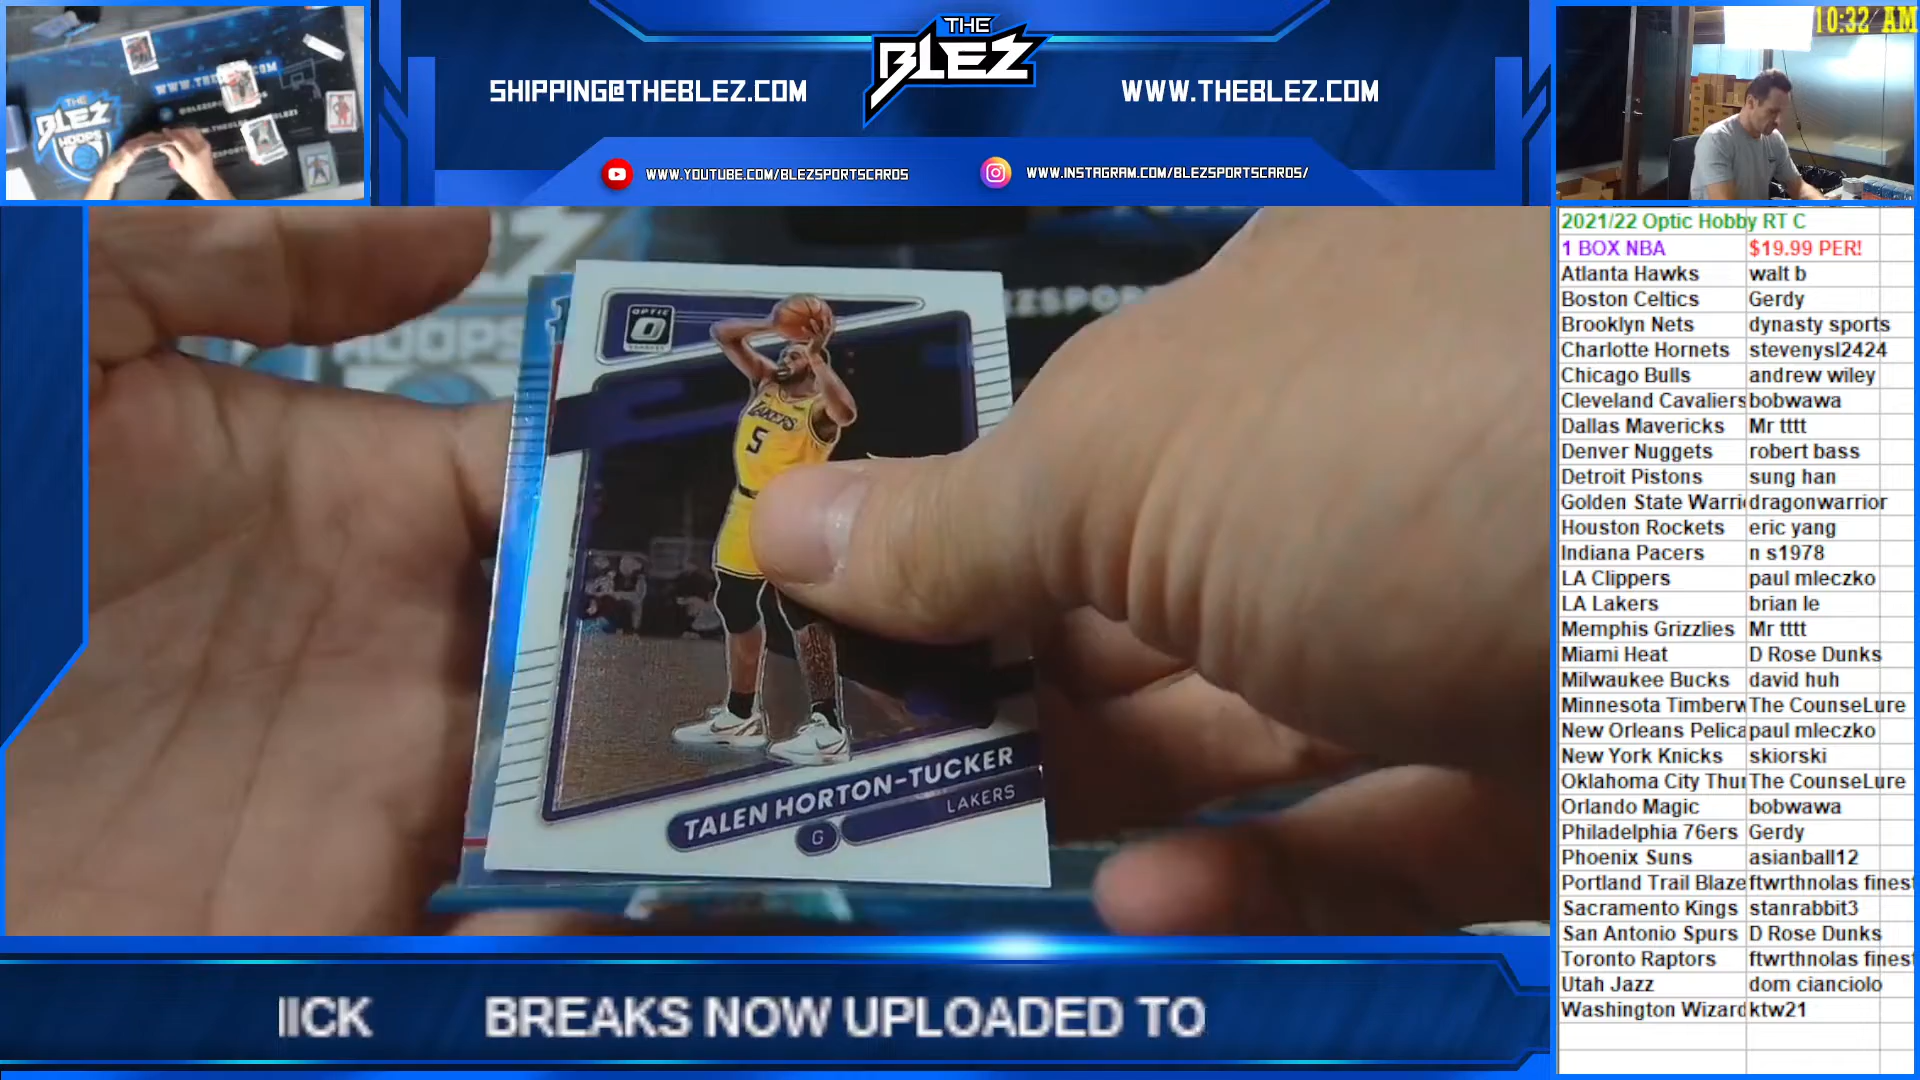 THE
BLEZ
SHIPPING@THEBLEZ.COM
WWW.THEBLEZ.COM
WWW.YOUTUBE.COM/BLEZSPORTSCARDS
WWW.INSTAGRAM.COM/BLEZSPORTSCARDS/
10:32 AM
THE
BLEZ
HOOPS
HOOPS
OPTIC
LAKERS
5
TALEN HORTON-TUCKER
LAKERS
G
2021/22 Optic Hobby RT C
1 BOX NBA $19.99 PER!
Atlanta Hawks walt b
Boston Celtics Gerdy
Brooklyn Nets dynasty sports
Charlotte Hornets stevenysl2424
Chicago Bulls andrew wiley
Cleveland Cavaliers bobwawa
Dallas Mavericks Mr tttt
Denver Nuggets robert bass
Detroit Pistons sung han
Golden State Warri dragonwarrior
Houston Rockets eric yang
Indiana Pacers n s1978
LA Clippers paul mleczko
LA Lakers brian le
Memphis Grizzlies Mr tttt
Miami Heat D Rose Dunks
Milwaukee Bucks david huh
Minnesota Timberw The CounseLure
New Orleans Pelica paul mleczko
New York Knicks skiorski
Oklahoma City Thu The CounseLure
Orlando Magic bobwawa
Philadelphia 76ers Gerdy
Phoenix Suns asianball12
Portland Trail Blaze ftwrthnolas finest
Sacramento Kings stanrabbit3
San Antonio Spurs D Rose Dunks
Toronto Raptors ftwrthnolas finest
Utah Jazz dom cianciolo
Washington Wizard ktw21
BREAKS NOW UPLOADED TO